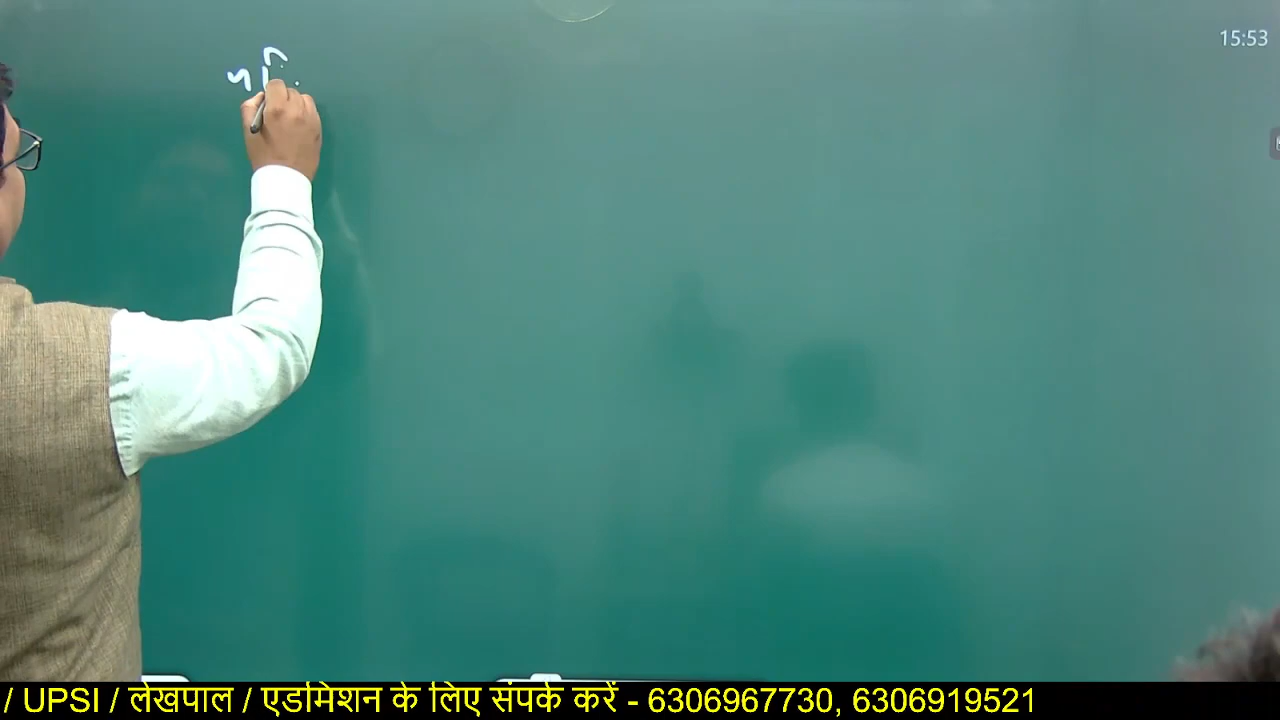 15:53
/ UPSI / लेखपाल / एडमिशन के लिए संपर्क करें - 6306967730, 6306919521